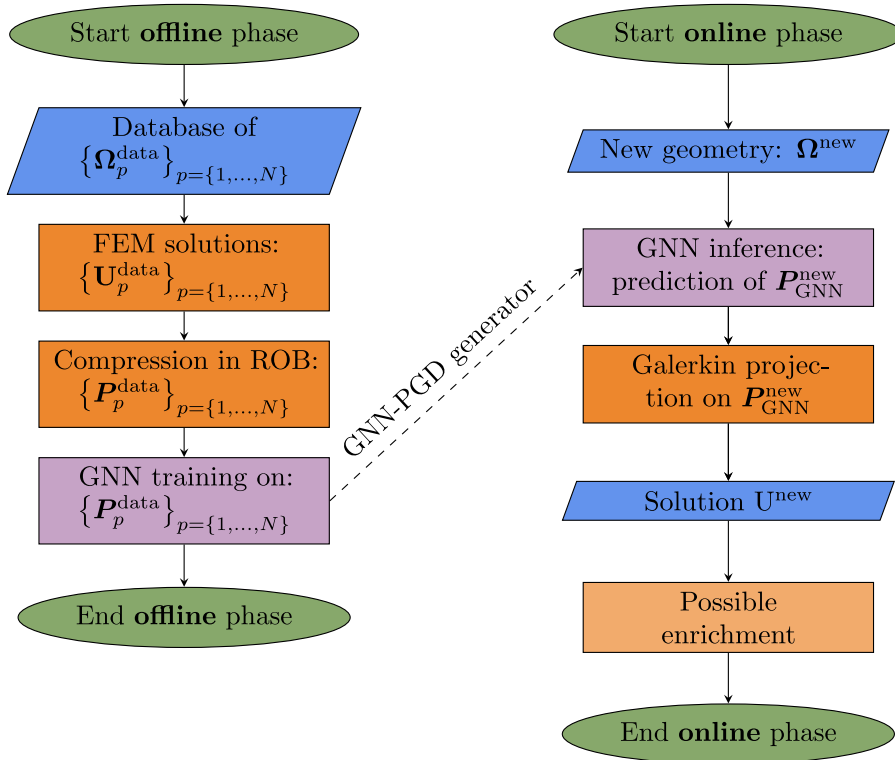 Start offline phase
Database of
{Ω_p^data}_{p={1,...,N}}
FEM solutions:
{U_p^data}_{p={1,...,N}}
Compression in ROB:
{P_p^data}_{p={1,...,N}}
GNN training on:
{P_p^data}_{p={1,...,N}}
End offline phase
GNN-PGD generator
Start online phase
New geometry: Ω^new
GNN inference:
prediction of P_GNN^new
Galerkin projec-
tion on P_GNN^new
Solution U^new
Possible
enrichment
End online phase